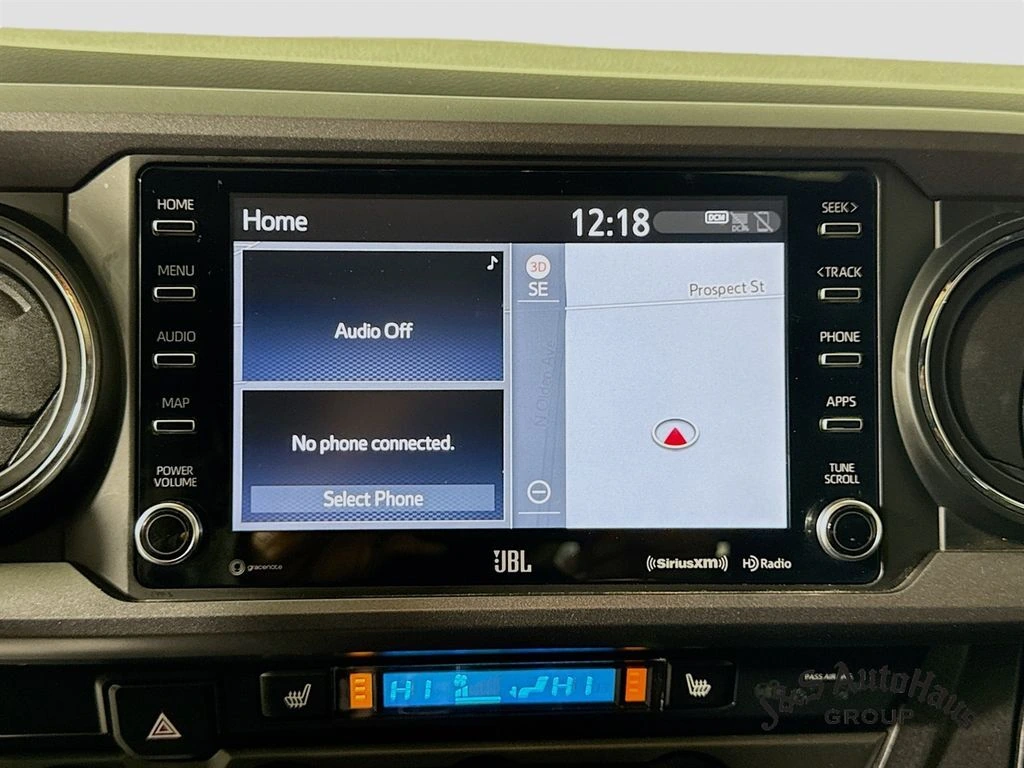 HOME
MENU
AUDIO
MAP
POWER
VOLUME
Home
12:18
DCM
Audio Off
No phone connected.
Select Phone
3D
SE
N Olden Ave
Prospect St
SEEK>
<TRACK
PHONE
APPS
TUNE
SCROLL
gracenote
JBL
((SiriusXM))
HD Radio
HI
HI
PASS AIR BAG
AutoHaus
GROUP